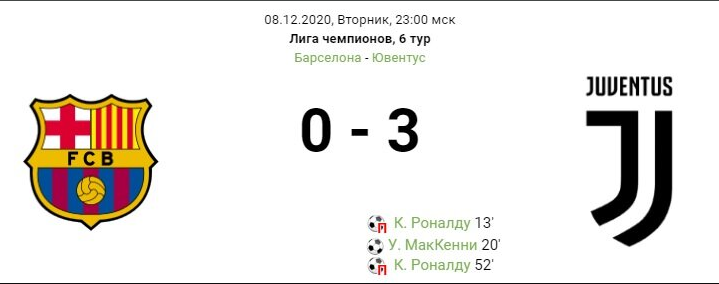 08.12.2020, Вторник, 23:00 мск
Лига чемпионов, 6 тур
Барселона - Ювентус
JUVENTUS
FCB
0 - 3
К. Роналду 13'
У. МакКенни 20'
К. Роналду 52'